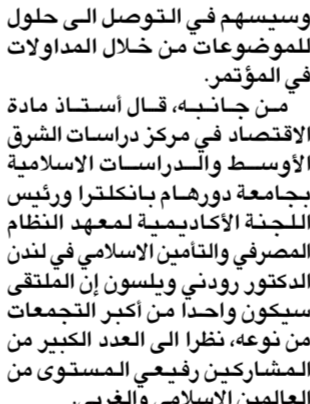 وسيسهم في التوصل الى حلول
للموضوعات من خلال المداولات
في المؤتمر.
من جانبه، قال أستاذ مادة
الاقتصاد في مركز دراسات الشرق
الأوسط والدراسات الاسلامية
بجامعة دورهام بانكلترا ورئيس
اللجنة الأكاديمية لمعهد النظام
المصرفي والتأمين الاسلامي في لندن
الدكتور رودني ويلسون إن الملتقى
سيكون واحدا من أكبر التجمعات
من نوعه، نظرا الى العدد الكبير من
المشاركين رفيعي المستوى من
العالمين الاسلامي والغربي.